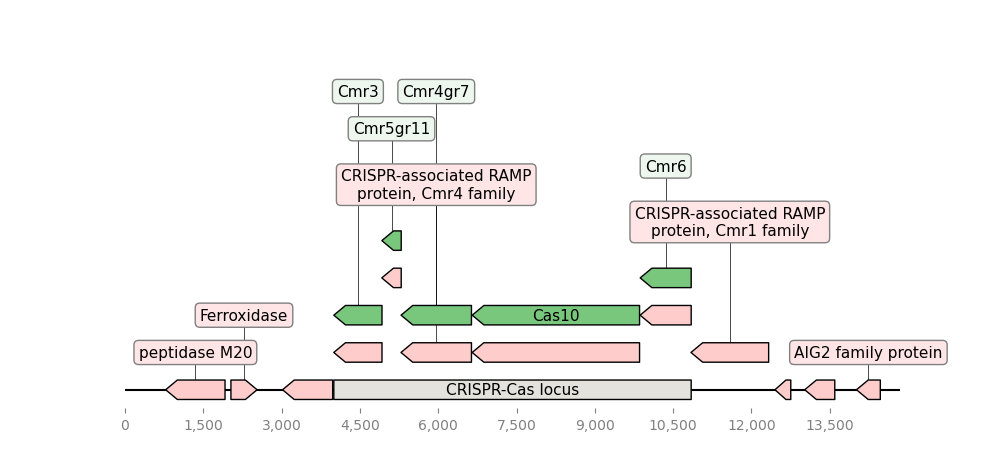 Cmr3
Cmr4gr7
Cmr5gr11
Cmr6
CRISPR-associated RAMP
protein, Cmr4 family
CRISPR-associated RAMP
protein, Cmr1 family
Ferroxidase
Cas10
peptidase M20
AIG2 family protein
CRISPR-Cas locus
0 1,500 3,000 4,500 6,000 7,500 9,000 10,500 12,000 13,500